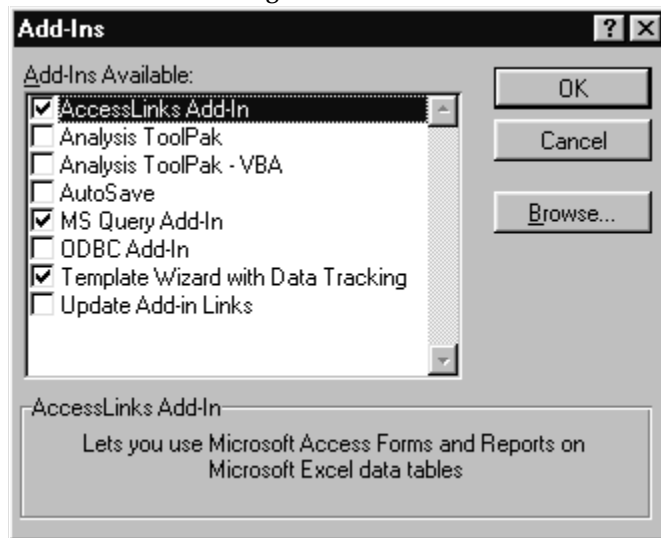 Add-Ins
Add-Ins Available:
AccessLinks Add-In
Analysis ToolPak
Analysis ToolPak - VBA
AutoSave
MS Query Add-In
ODBC Add-In
Template Wizard with Data Tracking
Update Add-in Links
OK
Cancel
Browse...
AccessLinks Add-In
Lets you use Microsoft Access Forms and Reports on
Microsoft Excel data tables